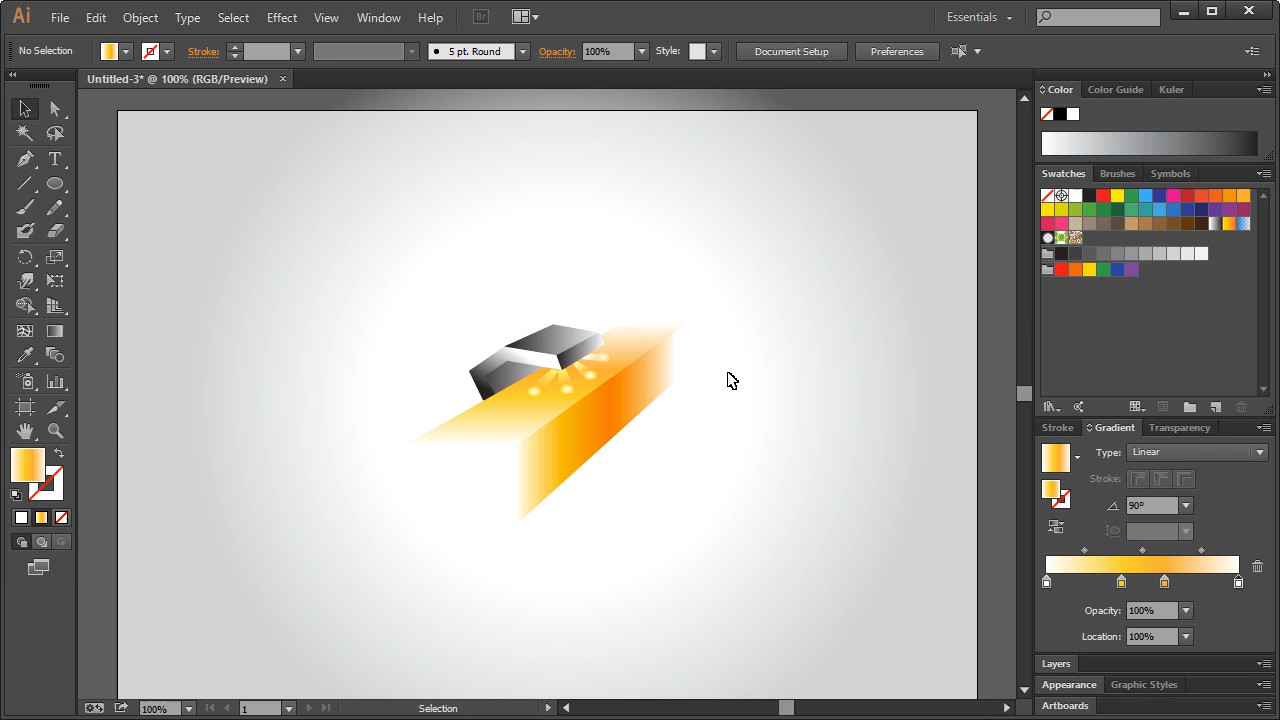 Ai File Edit Object Type Select Effect View Window Help Br Essentials
No Selection Stroke: 5 pt. Round Opacity: 100% Style: Document Setup Preferences
Untitled-3* @ 100% (RGB/Preview) ×
Color Color Guide Kuler
Swatches Brushes Symbols
Stroke Gradient Transparency
Type: Linear
Stroke:
90°
Opacity: 100%
Location: 100%
Layers
Appearance Graphic Styles
Artboards
100% 1 Selection